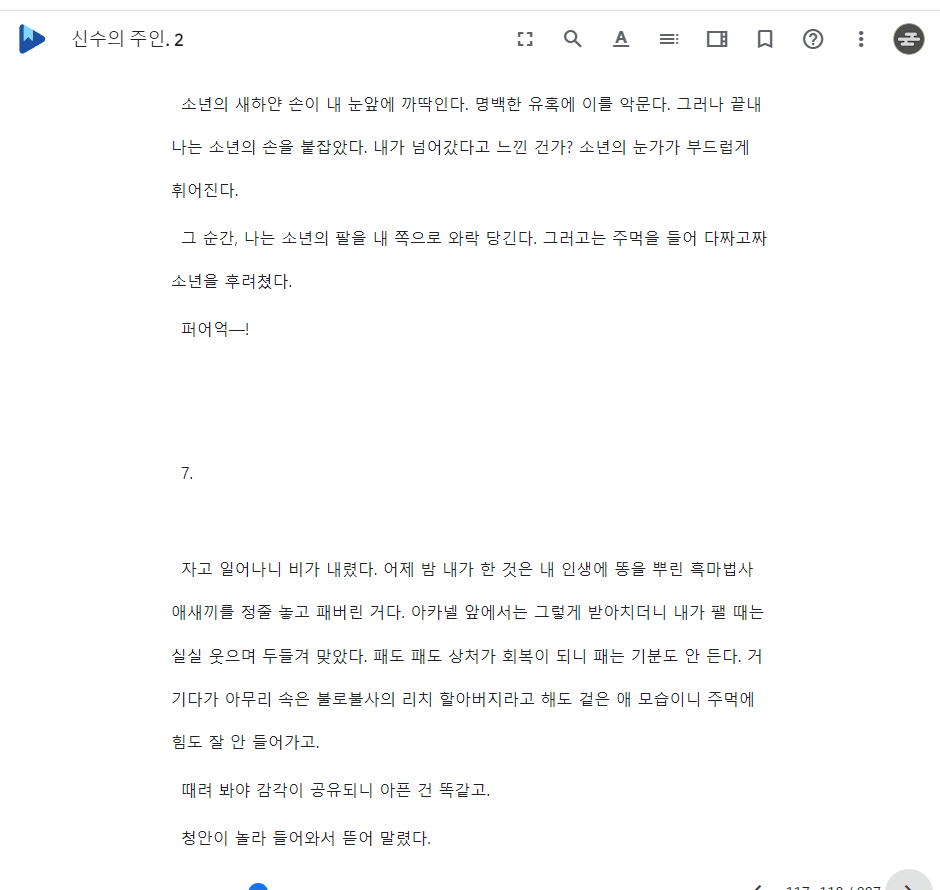 신수의 주인. 2
소년의 새하얀 손이 내 눈앞에 까딱인다. 명백한 유혹에 이를 악문다. 그러나 끝내
나는 소년의 손을 붙잡았다. 내가 넘어갔다고 느낀 건가? 소년의 눈가가 부드럽게
휘어진다.
그 순간, 나는 소년의 팔을 내 쪽으로 와락 당긴다. 그러고는 주먹을 들어 다짜고짜
소년을 후려쳤다.
퍼어억―!
7.
자고 일어나니 비가 내렸다. 어제 밤 내가 한 것은 내 인생에 똥을 뿌린 흑마법사
애새끼를 정줄 놓고 패버린 거다. 아카넬 앞에서는 그렇게 받아치더니 내가 팰 때는
실실 웃으며 두들겨 맞았다. 패도 패도 상처가 회복이 되니 패는 기분도 안 든다. 거
기다가 아무리 속은 불로불사의 리치 할아버지라고 해도 겉은 애 모습이니 주먹에
힘도 잘 안 들어가고.
때려 봐야 감각이 공유되니 아픈 건 똑같고.
청안이 놀라 들어와서 뜯어 말렸다.